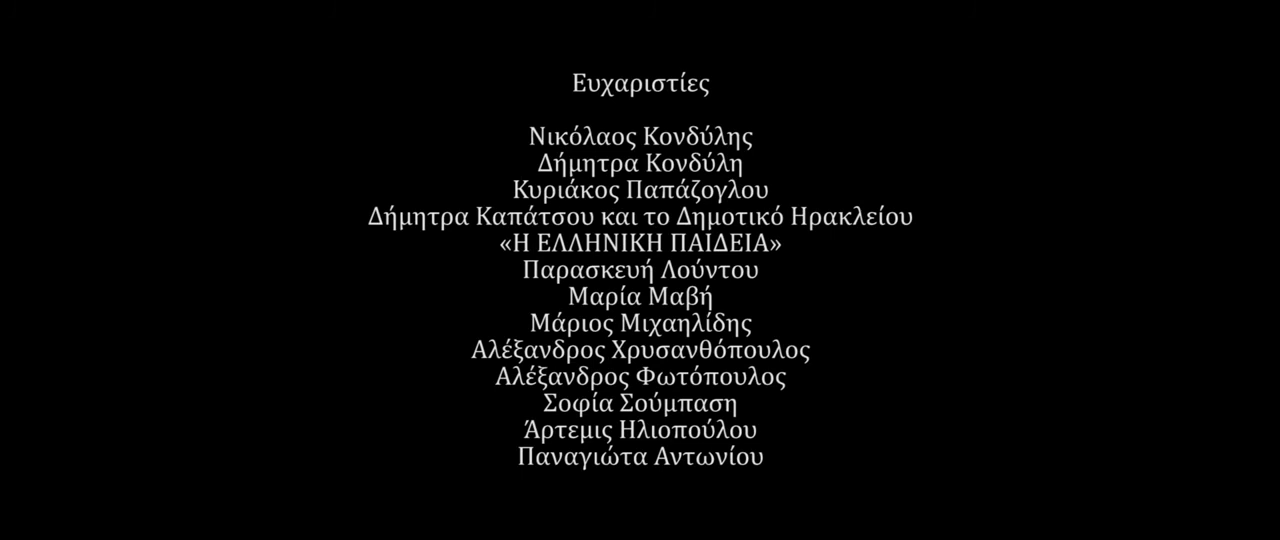 Ευχαριστίες
Νικόλαος Κονδύλης
Δήμητρα Κονδύλη
Κυριάκος Παπάζογλου
Δήμητρα Καπάτσου και το Δημοτικό Ηρακλείου
«Η ΕΛΛΗΝΙΚΗ ΠΑΙΔΕΙΑ»
Παρασκευή Λούντου
Μαρία Μαβή
Μάριος Μιχαηλίδης
Αλέξανδρος Χρυσανθόπουλος
Αλέξανδρος Φωτόπουλος
Σοφία Σούμπαση
Άρτεμις Ηλιοπούλου
Παναγιώτα Αντωνίου